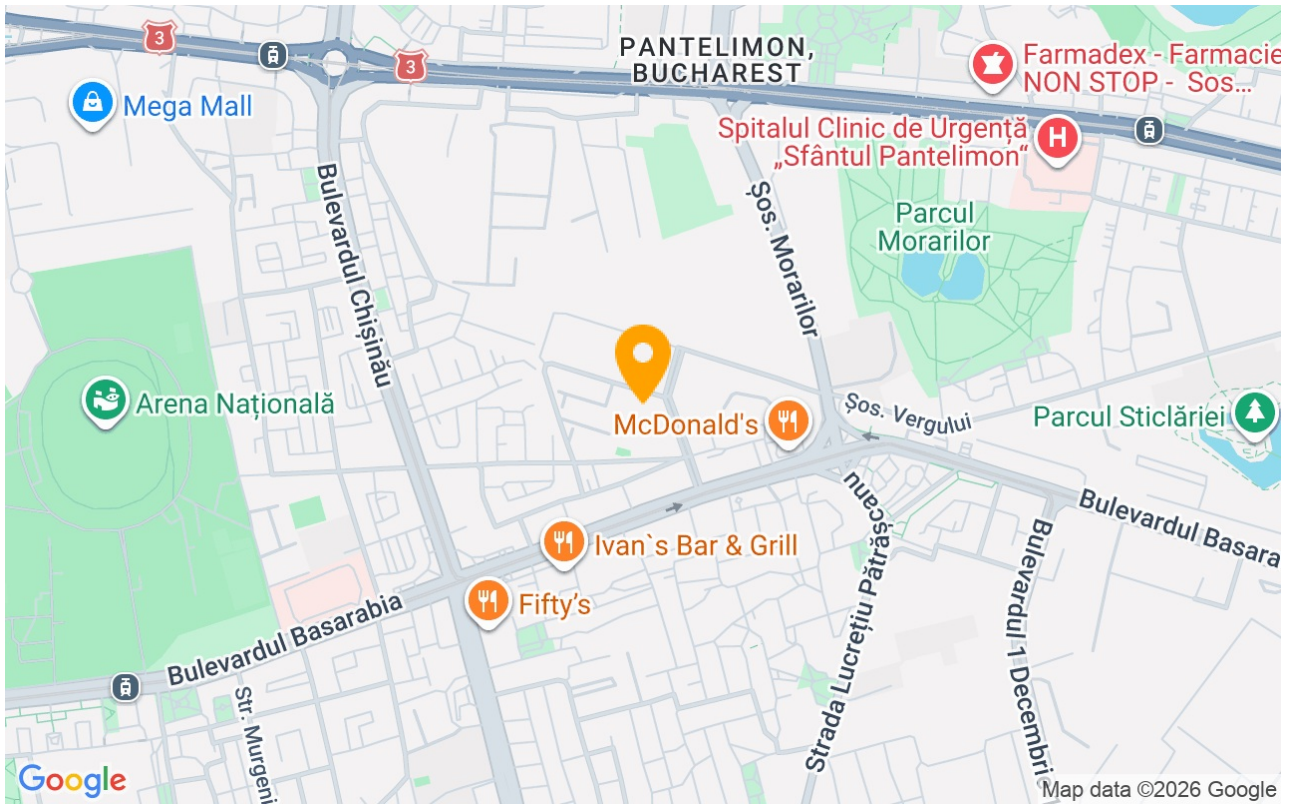 3
3
PANTELIMON,
BUCHAREST
Farmadex - Farmacie
NON STOP - Sos...
Mega Mall
Spitalul Clinic de Urgență
„Sfântul Pantelimon“
H
Bulevardul Chișinău
Șos. Morarilor
Parcul
Morarilor
Arena Națională
McDonald's
Șos. Vergului
Parcul Sticlăriei
Bulevardul Basara
Ivan`s Bar & Grill
Fifty’s
Bulevardul Basarabia
Strada Lucrețiu Pătrășcanu
Bulevardul 1 Decembri
Str. Murgeni
Google
Map data ©2026 Google